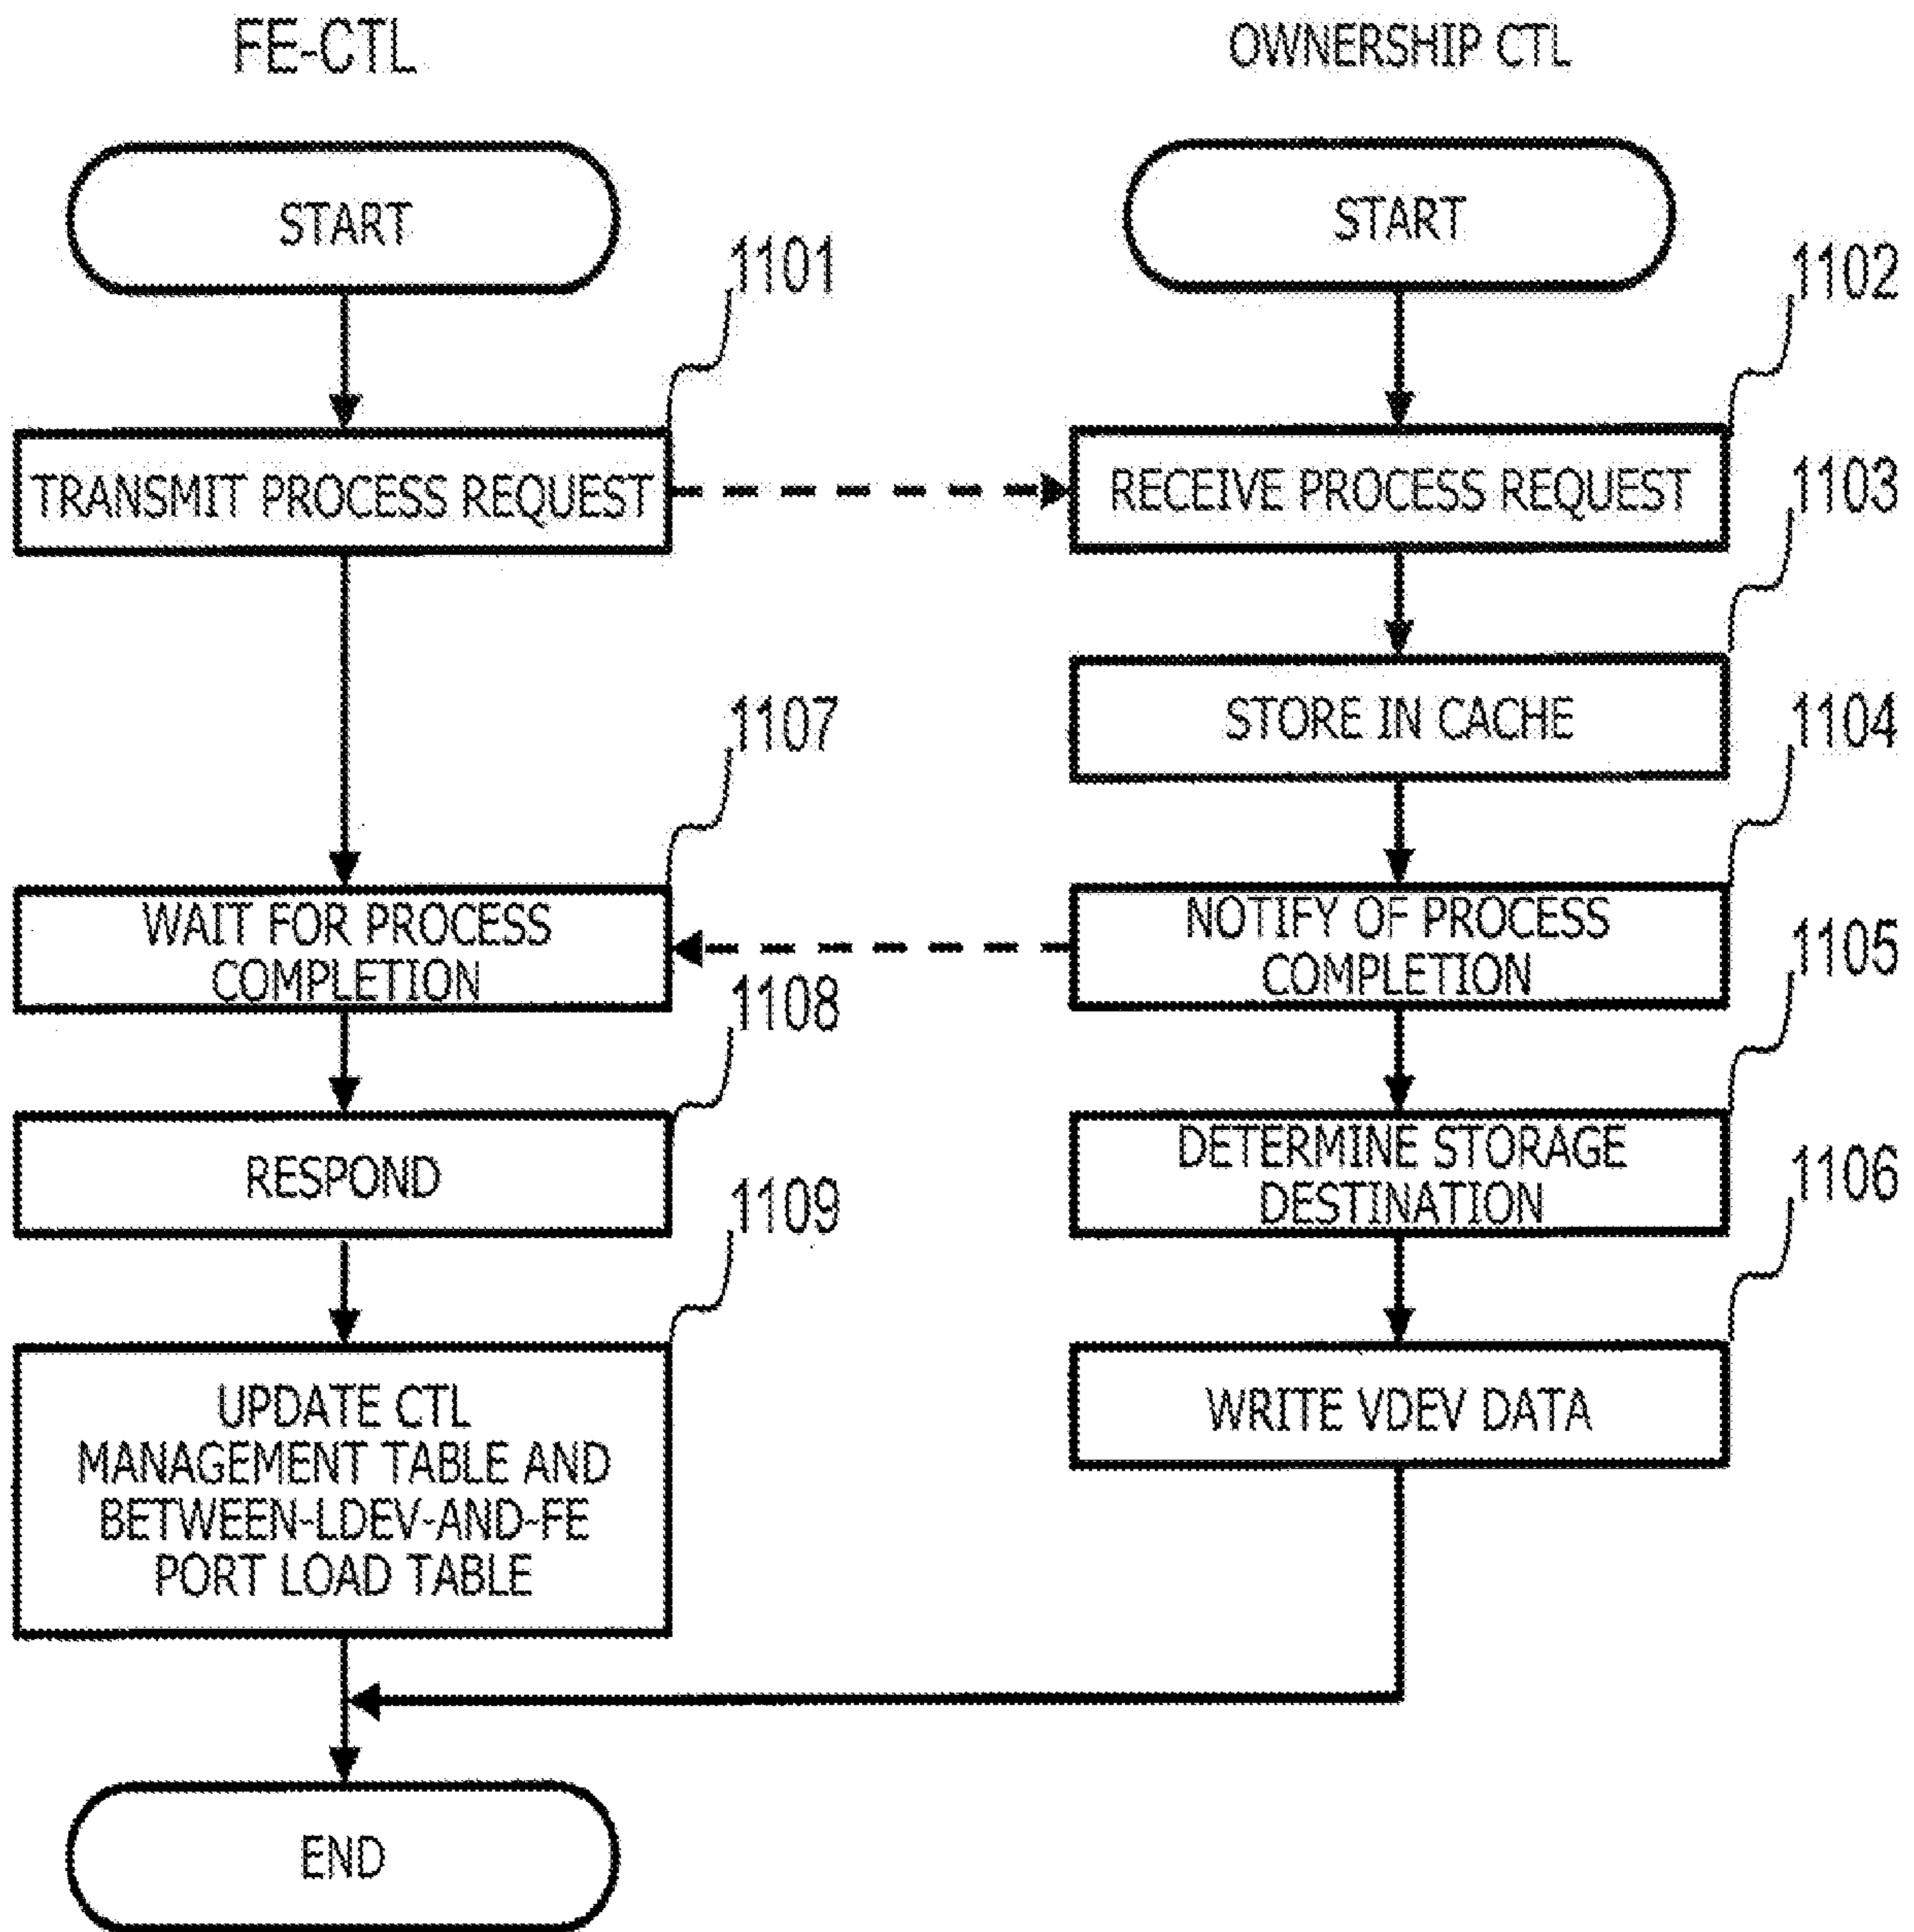 FE-CTL
OWNERSHIP CTL
START
START
1101
1102
TRANSMIT PROCESS REQUEST
RECEIVE PROCESS REQUEST
1103
STORE IN CACHE
1107
1104
WAIT FOR PROCESS
COMPLETION
NOTIFY OF PROCESS
COMPLETION
1108
1105
RESPOND
DETERMINE STORAGE
DESTINATION
1109
1106
UPDATE CTL
MANAGEMENT TABLE AND
BETWEEN-LDEV-AND-FE
PORT LOAD TABLE
WRITE VDEV DATA
END